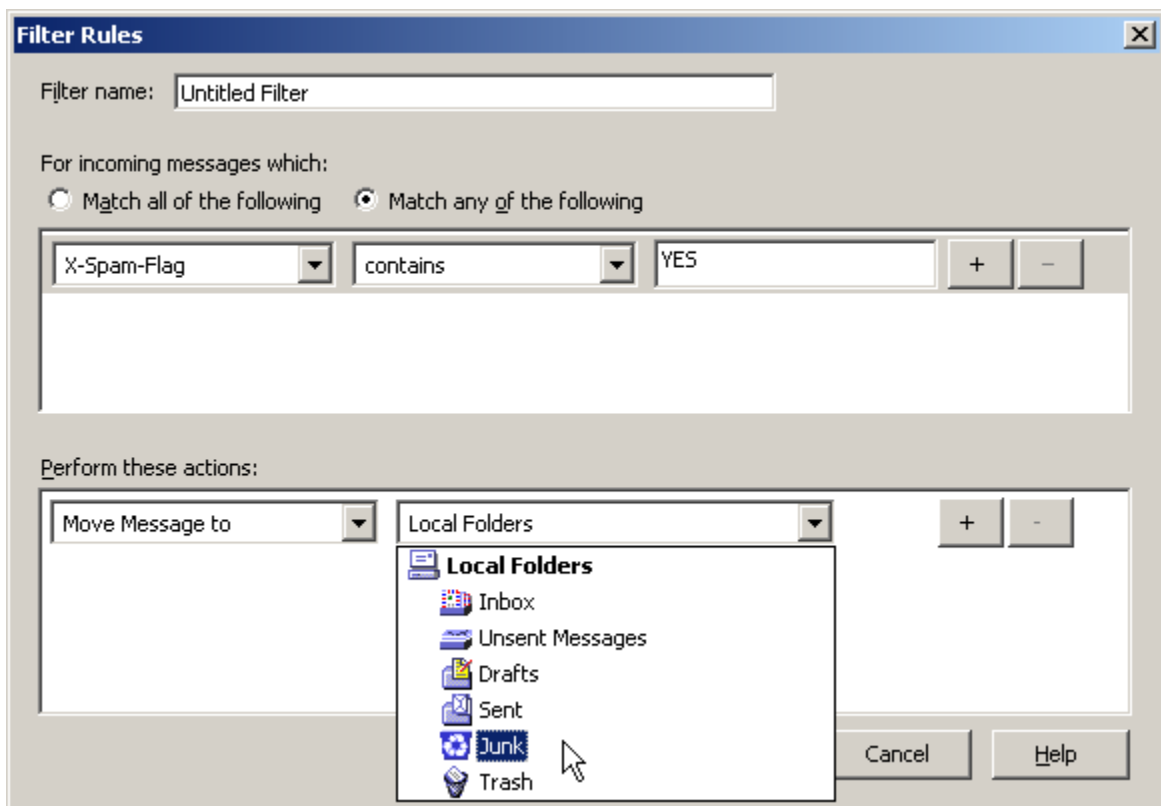 Filter Rules
Filter name: Untitled Filter
For incoming messages which:
Match all of the following Match any of the following
X-Spam-Flag contains YES + −
Perform these actions:
Move Message to Local Folders + -
Local Folders
Inbox
Unsent Messages
Drafts
Sent
Junk
Cancel Help
Trash